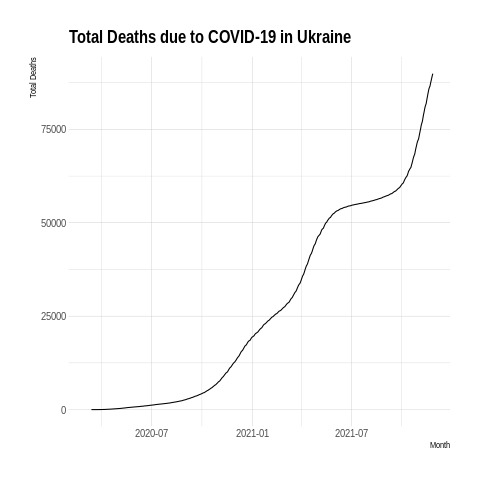 Total Deaths due to COVID-19 in Ukraine
Total Deaths
75000
50000
25000
0
2020-07
2021-01
2021-07
Month